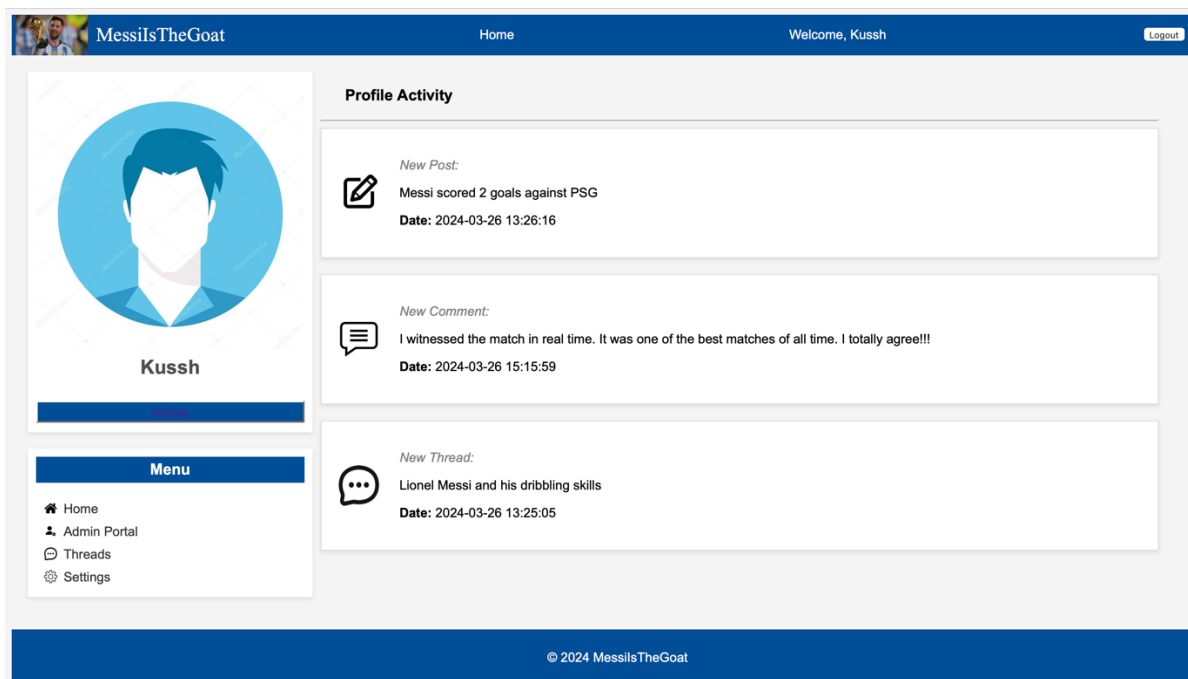 MessiIsTheGoat
Home
Welcome, Kussh
Logout
Kussh
Menu
Home
Admin Portal
Threads
Settings
Profile Activity
New Post:
Messi scored 2 goals against PSG
Date: 2024-03-26 13:26:16
New Comment:
I witnessed the match in real time. It was one of the best matches of all time. I totally agree!!!
Date: 2024-03-26 15:15:59
New Thread:
Lionel Messi and his dribbling skills
Date: 2024-03-26 13:25:05
© 2024 MessiIsTheGoat